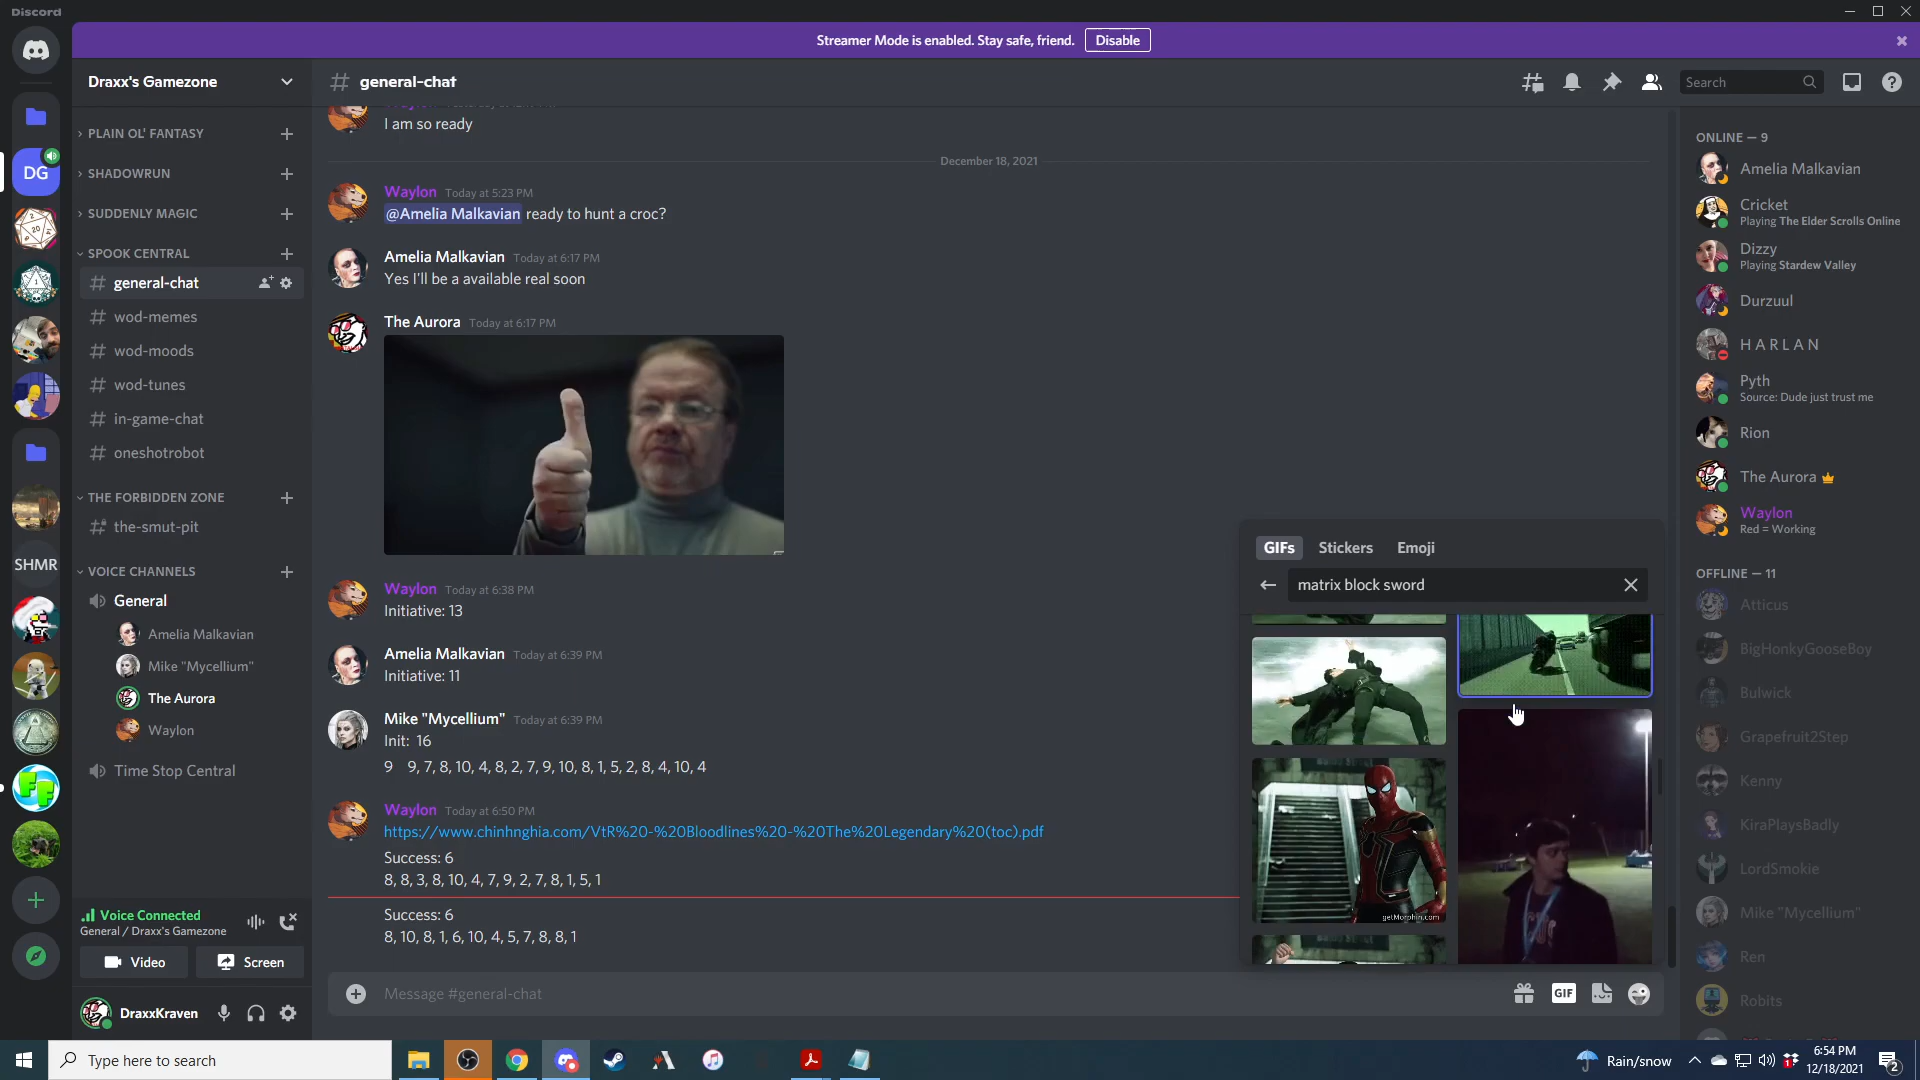 Discord
Streamer Mode is enabled. Stay safe, friend. Disable
Draxx's Gamezone
general-chat
Search
PLAIN OL' FANTASY
SHADOWRUN
SUDDENLY MAGIC
SPOOK CENTRAL
general-chat
wod-memes
wod-moods
wod-tunes
in-game-chat
oneshotrobot
THE FORBIDDEN ZONE
the-smut-pit
VOICE CHANNELS
General
Amelia Malkavian
Mike "Mycellium"
The Aurora
Waylon
Time Stop Central
Voice Connected
General / Draxx's Gamezone
Video
Screen
DraxxKraven
DG
SHMR
FF
I am so ready
December 18, 2021
Waylon Today at 5:23 PM
@Amelia Malkavian ready to hunt a croc?
Amelia Malkavian Today at 6:17 PM
Yes I'll be a available real soon
The Aurora Today at 6:17 PM
Waylon Today at 6:38 PM
Initiative: 13
Amelia Malkavian Today at 6:39 PM
Initiative: 11
Mike "Mycellium" Today at 6:39 PM
Init: 16
9 9, 7, 8, 10, 4, 8, 2, 7, 9, 10, 8, 1, 5, 2, 8, 4, 10, 4
Waylon Today at 6:50 PM
https://www.chinhnghia.com/VtR%20-%20Bloodlines%20-%20The%20Legendary%20(toc).pdf
Success: 6
8, 8, 3, 8, 10, 4, 7, 9, 2, 7, 8, 1, 5, 1
Success: 6
8, 10, 8, 1, 6, 10, 4, 5, 7, 8, 8, 1
Message #general-chat
GIF
GIFs
Stickers
Emoji
matrix block sword
getMorphin.com
ONLINE — 9
Amelia Malkavian
Cricket
Playing The Elder Scrolls Online
Dizzy
Playing Stardew Valley
Durzuul
H A R L A N
Pyth
Source: Dude just trust me
Rion
The Aurora
Waylon
Red = Working
OFFLINE — 11
Atticus
BigHonkyGooseBoy
Bulwick
Grapefruit2Step
Kenny
KiraPlaysBadly
LordSmokie
Mike "Mycellium"
Ren
Robits
Type here to search
Rain/snow
6:54 PM
12/18/2021
2